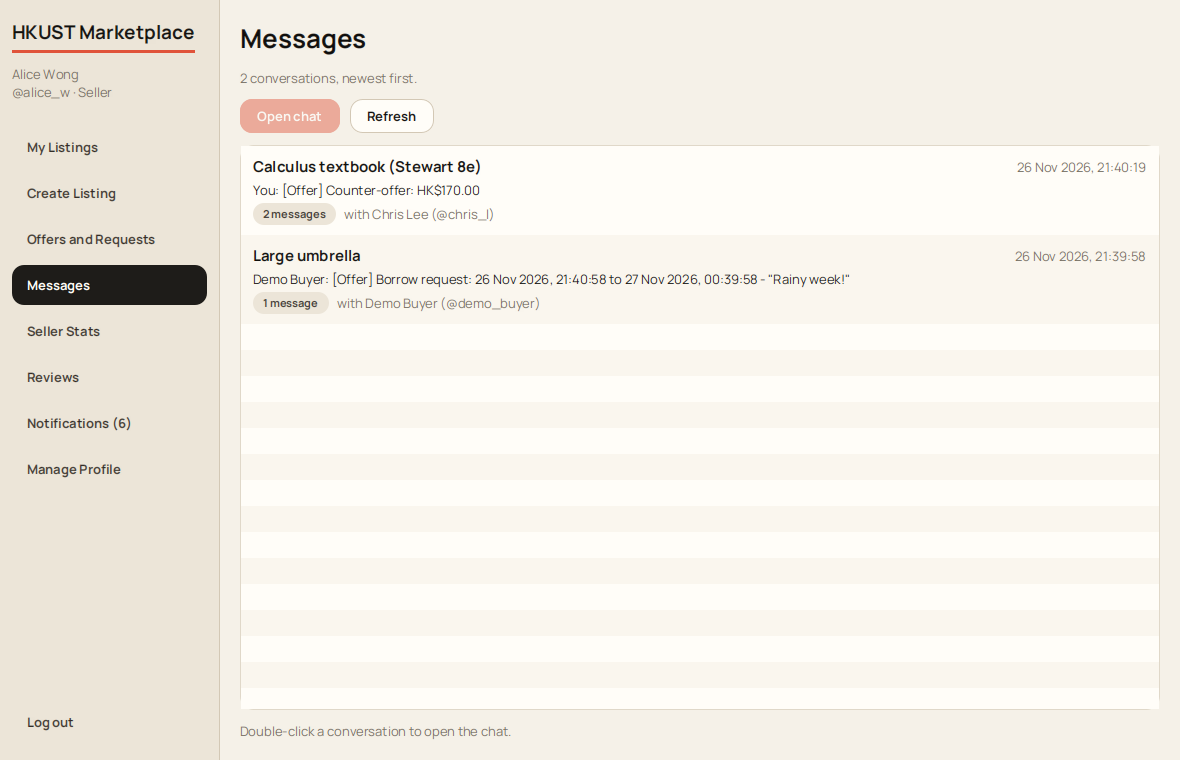 HKUST Marketplace
Alice Wong
@alice_w · Seller
My Listings
Create Listing
Offers and Requests
Messages
Seller Stats
Reviews
Notifications (6)
Manage Profile
Log out
Messages
2 conversations, newest first.
Open chat
Refresh
Calculus textbook (Stewart 8e)
26 Nov 2026, 21:40:19
You: [Offer] Counter-offer: HK$170.00
2 messages
with Chris Lee (@chris_l)
Large umbrella
26 Nov 2026, 21:39:58
Demo Buyer: [Offer] Borrow request: 26 Nov 2026, 21:40:58 to 27 Nov 2026, 00:39:58 - "Rainy week!"
1 message
with Demo Buyer (@demo_buyer)
Double-click a conversation to open the chat.